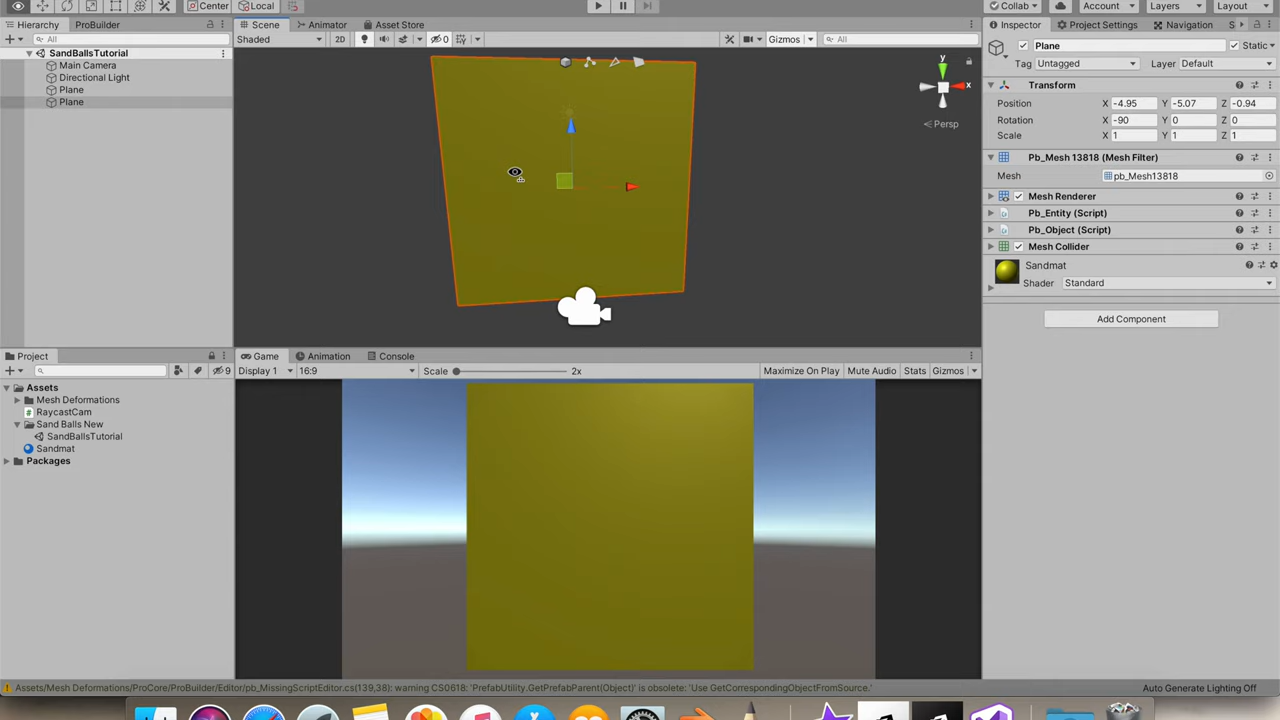 Center Local
Collab Account Layers Layout
Hierarchy ProBuilder
Scene Animator Asset Store
Inspector Project Settings Navigation
All
Shaded 2D 0 Gizmos All
SandBallsTutorial
Main Camera
Directional Light
Plane
Plane
y
x
Persp
Plane Static
Tag Untagged Layer Default
Transform
Position X -4.95 Y -5.07 Z -0.94
Rotation X -90 Y 0 Z 0
Scale X 1 Y 1 Z 1
Pb_Mesh 13818 (Mesh Filter)
Mesh pb_Mesh13818
Mesh Renderer
Pb_Entity (Script)
Pb_Object (Script)
Mesh Collider
Sandmat
Shader Standard
Add Component
Project
9
Assets
Mesh Deformations
RaycastCam
Sand Balls New
SandBallsTutorial
Sandmat
Packages
Game Animation Console
Display 1 16:9 Scale 2x Maximize On Play Mute Audio Stats Gizmos
Assets/Mesh Deformations/ProCore/ProBuilder/Editor/pb_MissingScriptEditor.cs(139,38): warning CS0618: 'PrefabUtility.GetPrefabParent(Object)' is obsolete: 'Use GetCorrespondingObjectFromSource.'
Auto Generate Lighting Off